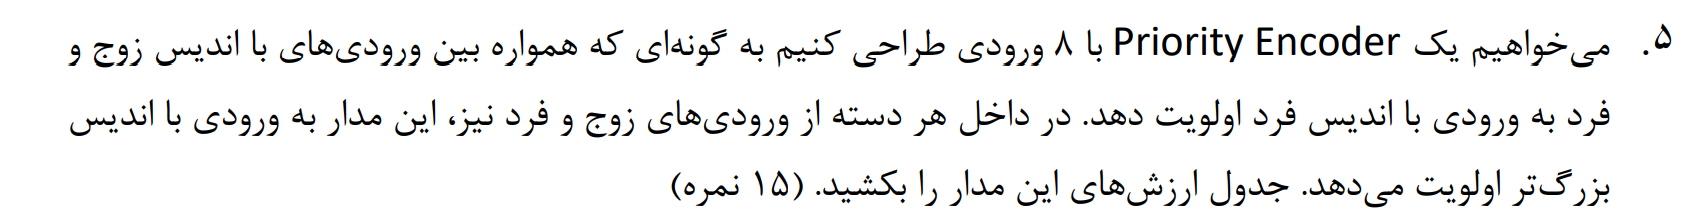 ۵. می‌خواهیم یک Priority Encoder با ۸ ورودی طراحی کنیم به گونه‌ای که همواره بین ورودی‌های با اندیس زوج و
فرد به ورودی با اندیس فرد اولویت دهد. در داخل هر دسته از ورودی‌های زوج و فرد نیز، این مدار به ورودی با اندیس
بزرگ‌تر اولویت می‌دهد. جدول ارزش‌های این مدار را بکشید. (۱۵ نمره)